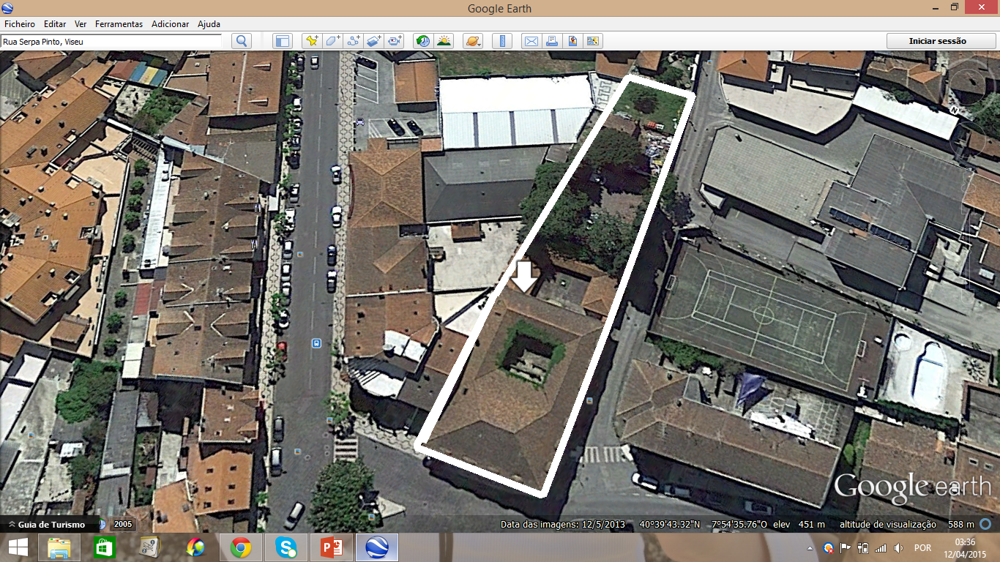 Google Earth
Ficheiro Editar Ver Ferramentas Adicionar Ajuda
Rua Serpa Pinto, Viseu
Iniciar sessão
N
Google earth
Guia de Turismo
2005
Data das imagens: 12/5/2013 40°39'43.32"N 7°54'35.76"O elev 451 m altitude de visualização 588 m
POR
03:36
12/04/2015